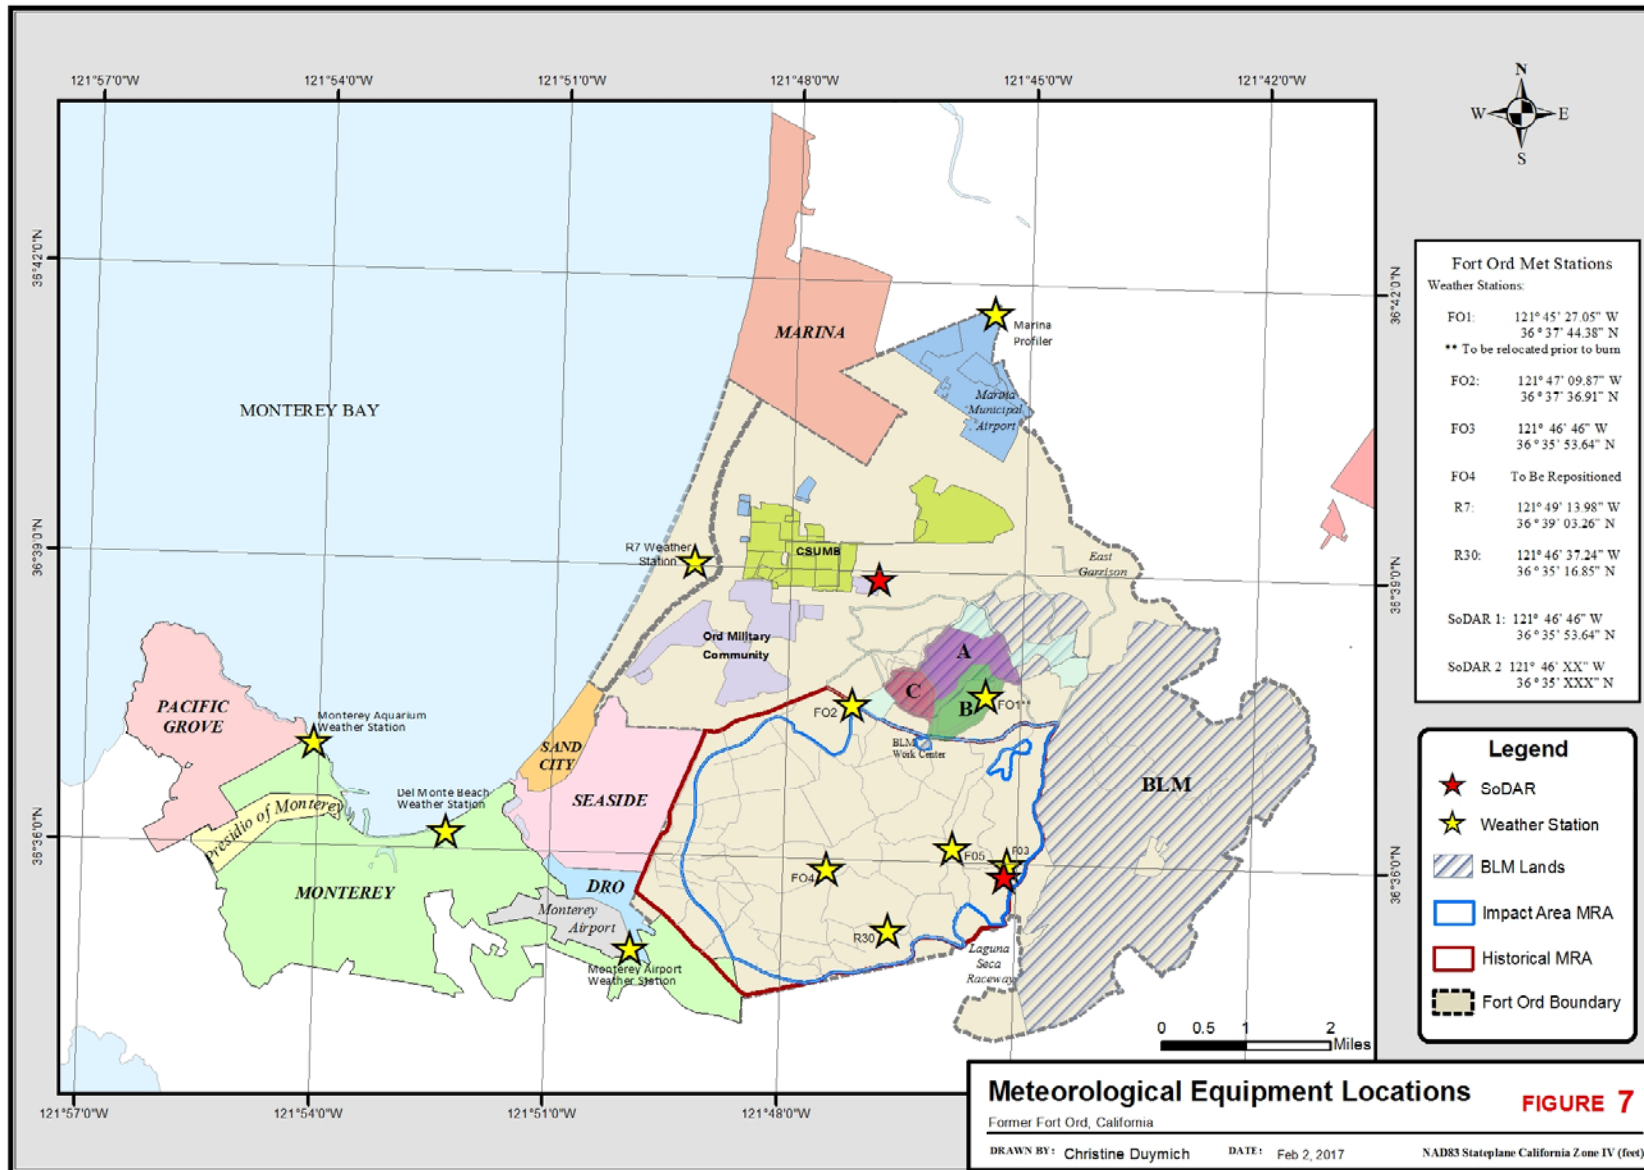 121°57'0"W
121°54'0"W
121°51'0"W
121°48'0"W
121°45'0"W
121°42'0"W
N
W
E
S
36°42'0"N
36°42'0"N
36°39'0"N
36°39'0"N
36°36'0"N
36°36'0"N
MONTEREY BAY
MARINA
Marina
Profiler
Marina
Municipal
Airport
R7 Weather
Station
CSUMB
East
Garrison
Ord Military
Community
A
C
B
FO1**
FO2
BLM
Work Center
BLM
PACIFIC
GROVE
Monterey Aquarium
Weather Station
SAND
CITY
Del Monte Beach
Weather Station
SEASIDE
Presidio of Monterey
MONTEREY
DRO
Monterey
Airport
Monterey Airport
Weather Station
FO4
F05
F03
R30
Laguna
Seca
Raceway
0 0.5 1 2
Miles
121°57'0"W
121°54'0"W
121°51'0"W
121°48'0"W
Fort Ord Met Stations
Weather Stations:
FO1: 121° 45' 27.05" W
36° 37' 44.38" N
** To be relocated prior to burn
FO2: 121° 47' 09.87" W
36° 37' 36.91" N
FO3 121° 46' 46" W
36° 35' 53.64" N
FO4 To Be Repositioned
R7: 121° 49' 13.98" W
36° 39' 03.26" N
R30: 121° 46' 37.24" W
36° 35' 16.85" N
SoDAR 1: 121° 46' 46" W
36° 35' 53.64" N
SoDAR 2 121° 46' XX" W
36° 35' XXX" N
Legend
SoDAR
Weather Station
BLM Lands
Impact Area MRA
Historical MRA
Fort Ord Boundary
Meteorological Equipment Locations
FIGURE 7
Former Fort Ord, California
DRAWN BY: Christine Duymich DATE: Feb 2, 2017 NAD83 Stateplane California Zone IV (feet)